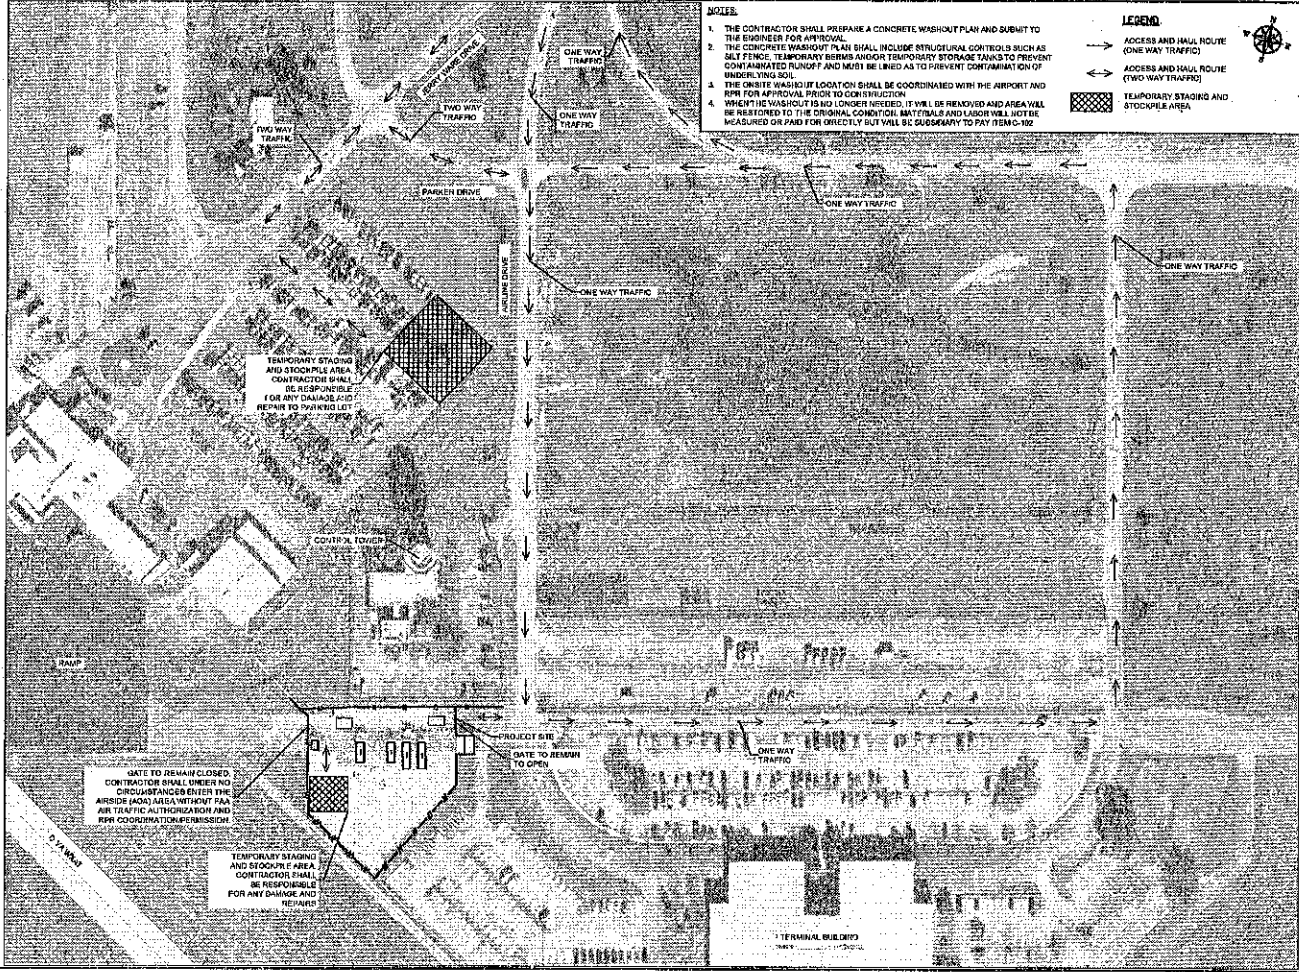 NOTES:
1. THE CONTRACTOR SHALL PREPARE A CONCRETE WASHOUT PLAN AND SUBMIT TO
THE ENGINEER FOR APPROVAL.
2. THE CONCRETE WASHOUT PLAN SHALL INCLUDE STRUCTURAL CONTROLS SUCH AS
SILT FENCE, TEMPORARY BERMS AND/OR TEMPORARY STORAGE TANKS TO PREVENT
CONTAMINATED RUNOFF AND MUST BE LINED AS TO PREVENT CONTAMINATION OF
UNDERLYING SOIL.
3. THE ONSITE WASHOUT LOCATION SHALL BE COORDINATED WITH THE AIRPORT AND
RPR FOR APPROVAL PRIOR TO CONSTRUCTION
4. WHEN THE WASHOUT IS NO LONGER NEEDED, IT WILL BE REMOVED AND AREA WILL
BE RESTORED TO THE ORIGINAL CONDITION. MATERIALS AND LABOR WILL NOT BE
MEASURED OR PAID FOR DIRECTLY BUT WILL BE SUBSIDIARY TO PAY ITEM C-102
LEGEND
ACCESS AND HAUL ROUTE
(ONE WAY TRAFFIC)
ACCESS AND HAUL ROUTE
(TWO WAY TRAFFIC)
TEMPORARY STAGING AND
STOCKPILE AREA
N
ONE WAY
TRAFFIC
TWO WAY
TRAFFIC
ONE WAY
TRAFFIC
TWO WAY
TRAFFIC
PARKER DRIVE
ONE WAY TRAFFIC
AIRLINE DRIVE
ONE WAY TRAFFIC
ONE WAY TRAFFIC
TEMPORARY STAGING
AND STOCKPILE AREA.
CONTRACTOR SHALL
BE RESPONSIBLE
FOR ANY DAMAGE AND
REPAIR TO PARKING LOT
CONTROL TOWER
RAMP
PROJECT SITE
GATE TO REMAIN
TO OPEN
ONE WAY
TRAFFIC
GATE TO REMAIN CLOSED.
CONTRACTOR SHALL UNDER NO
CIRCUMSTANCES ENTER THE
AIRSIDE (AOA) AREA WITHOUT FAA
AIR TRAFFIC AUTHORIZATION AND
RPR COORDINATION/PERMISSION.
TEMPORARY STAGING
AND STOCKPILE AREA.
CONTRACTOR SHALL
BE RESPONSIBLE
FOR ANY DAMAGE AND
REPAIRS
TERMINAL BUILDING